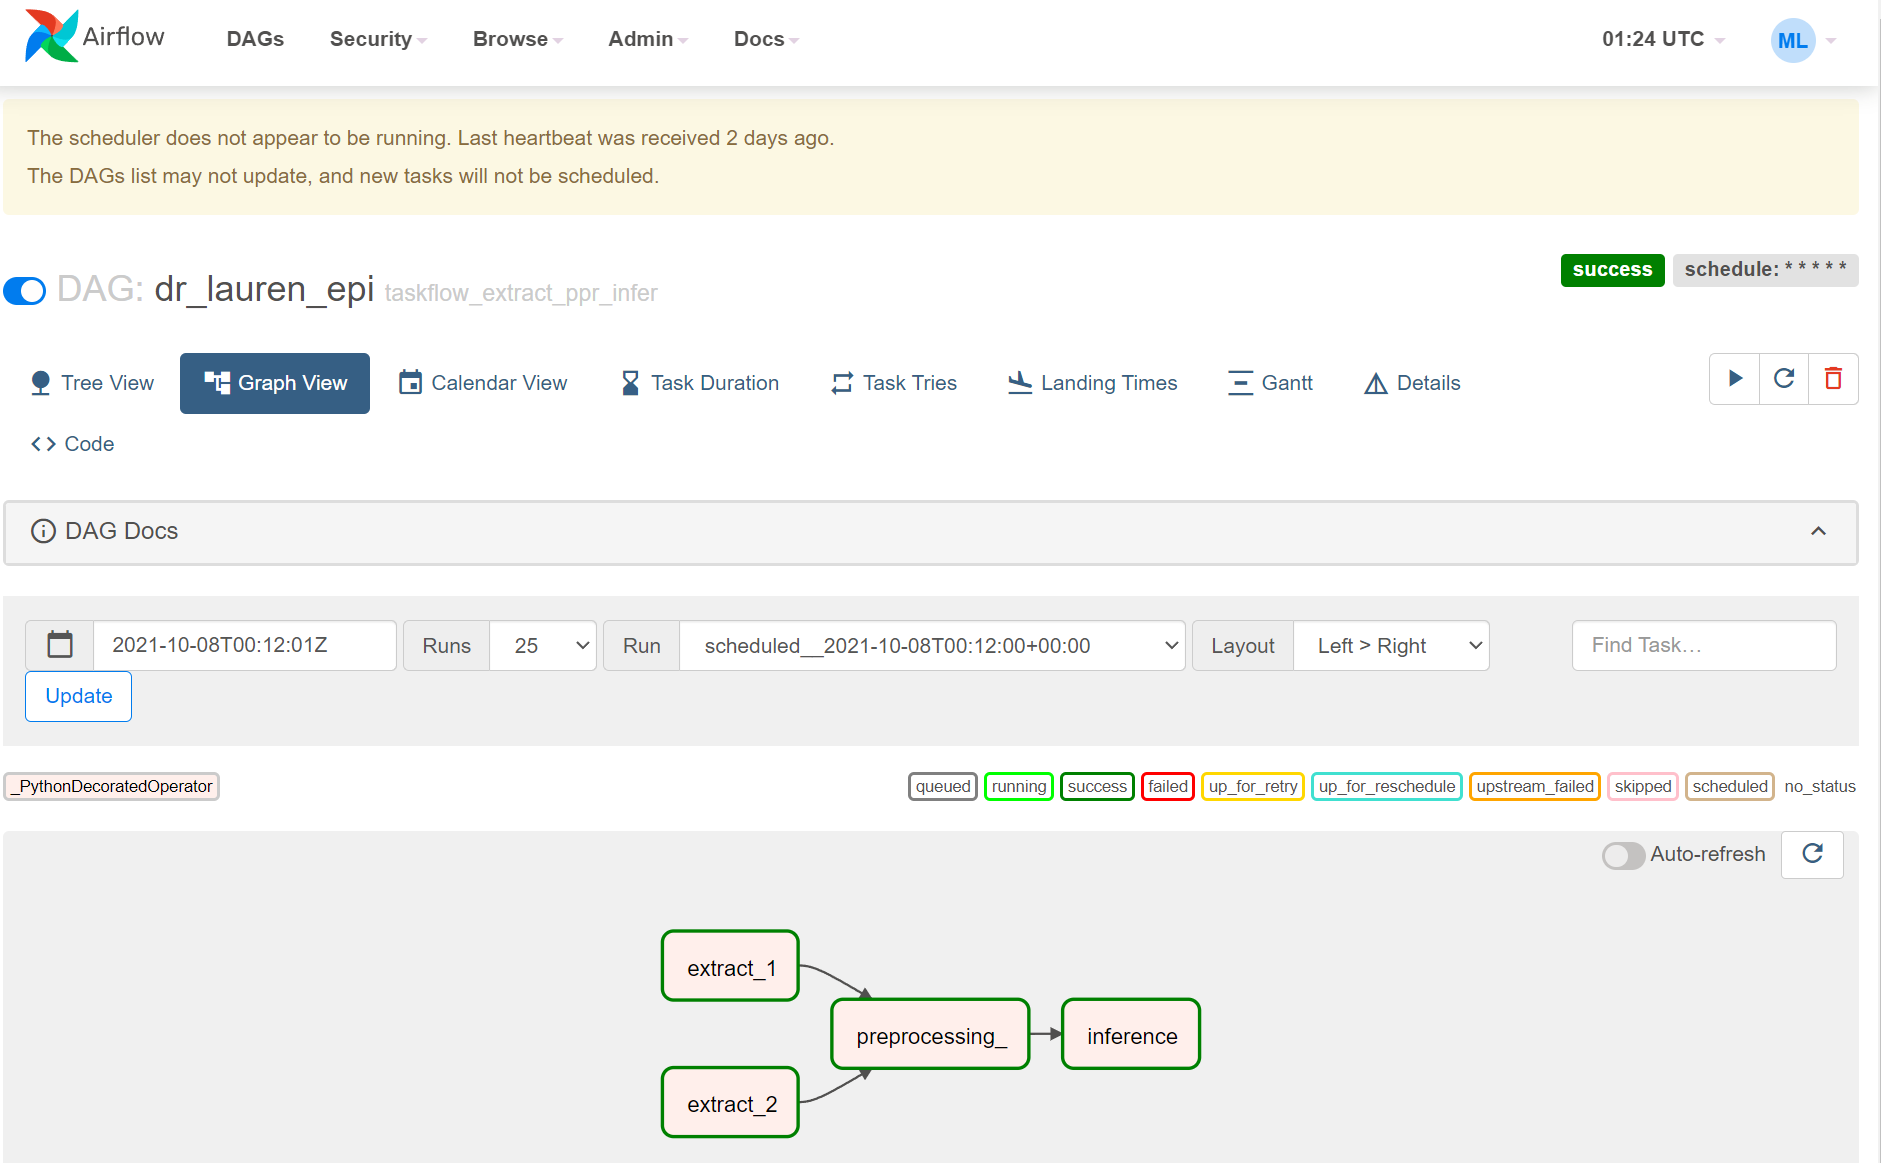 Airflow DAGs Security Browse Admin Docs 01:24 UTC ML
The scheduler does not appear to be running. Last heartbeat was received 2 days ago.
The DAGs list may not update, and new tasks will not be scheduled.
success schedule: * * * * *
DAG: dr_lauren_epi taskflow_extract_ppr_infer
Tree View Graph View Calendar View Task Duration Task Tries Landing Times Gantt Details
Code
DAG Docs
2021-10-08T00:12:01Z Runs 25 Run scheduled__2021-10-08T00:12:00+00:00 Layout Left > Right Find Task...
Update
_PythonDecoratedOperator queued running success failed up_for_retry up_for_reschedule upstream_failed skipped scheduled no_status
Auto-refresh
extract_1
preprocessing_ inference
extract_2